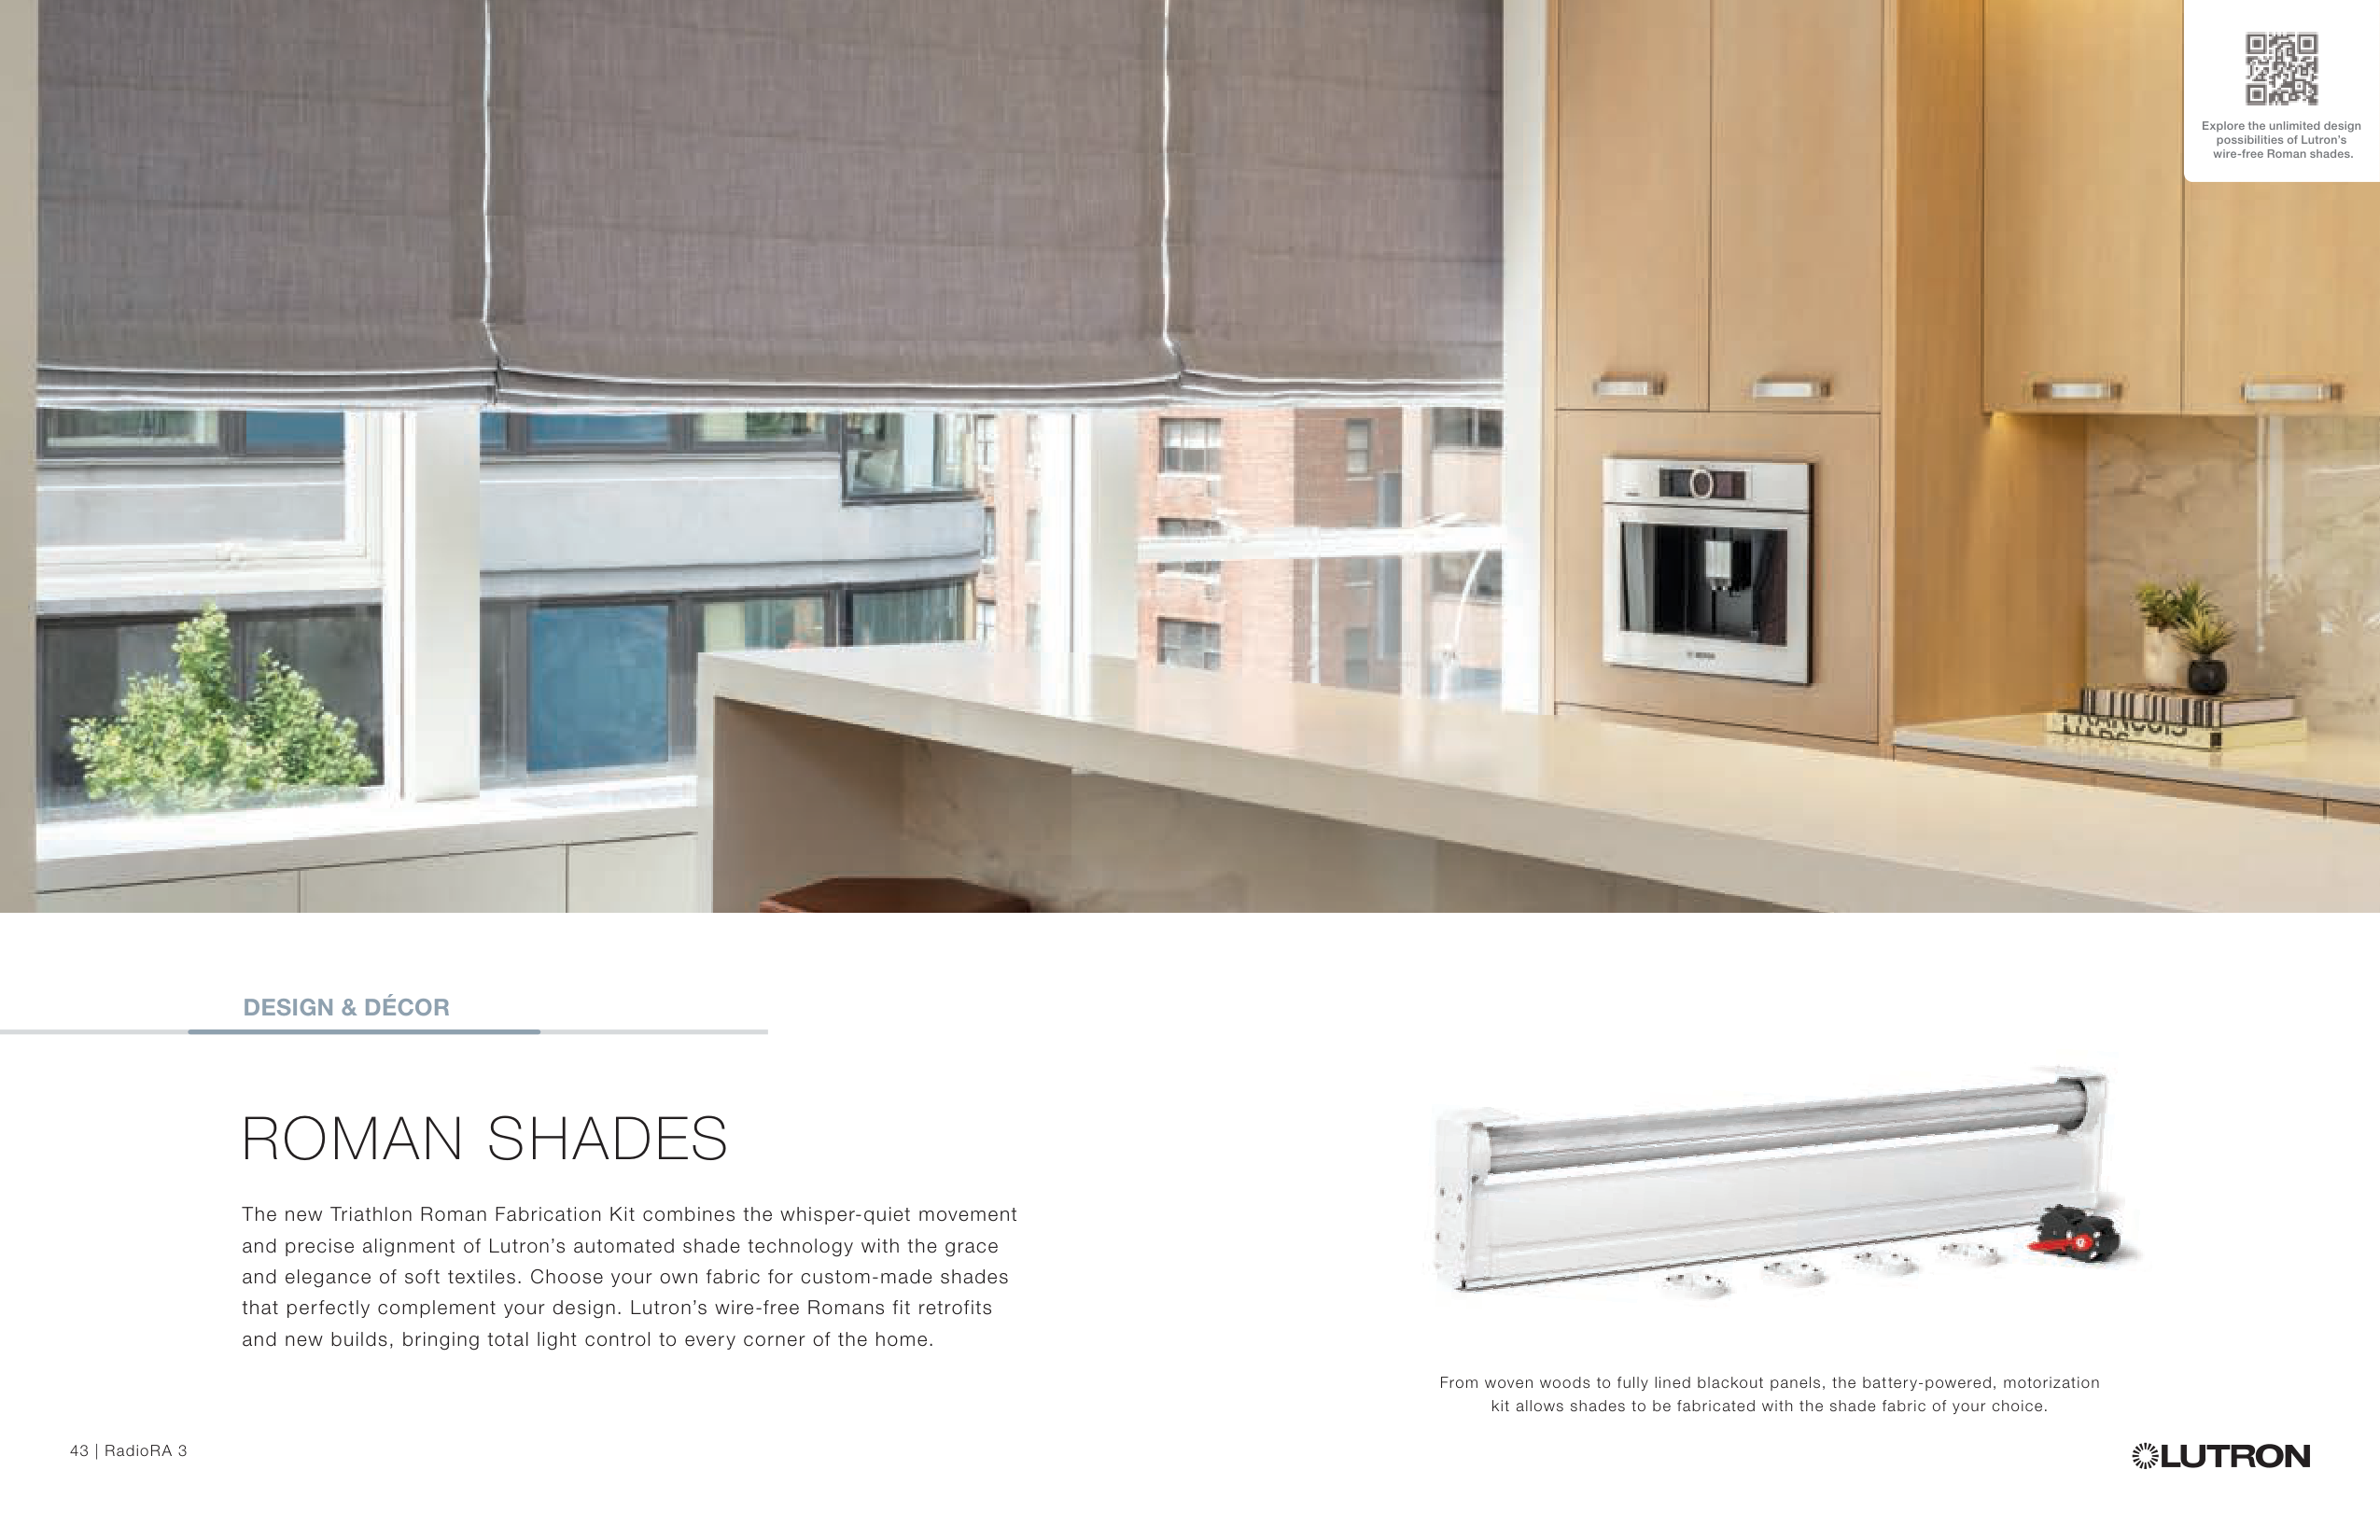 Explore the unlimited design
possibilities of Lutron’s
wire-free Roman shades.
DESIGN & DÉCOR
ROMAN SHADES
The new Triathlon Roman Fabrication Kit combines the whisper-quiet movement
and precise alignment of Lutron’s automated shade technology with the grace
and elegance of soft textiles. Choose your own fabric for custom-made shades
that perfectly complement your design. Lutron’s wire-free Romans fit retrofits
and new builds, bringing total light control to every corner of the home.
From woven woods to fully lined blackout panels, the battery-powered, motorization
kit allows shades to be fabricated with the shade fabric of your choice.
43 | RadioRA 3
LUTRON